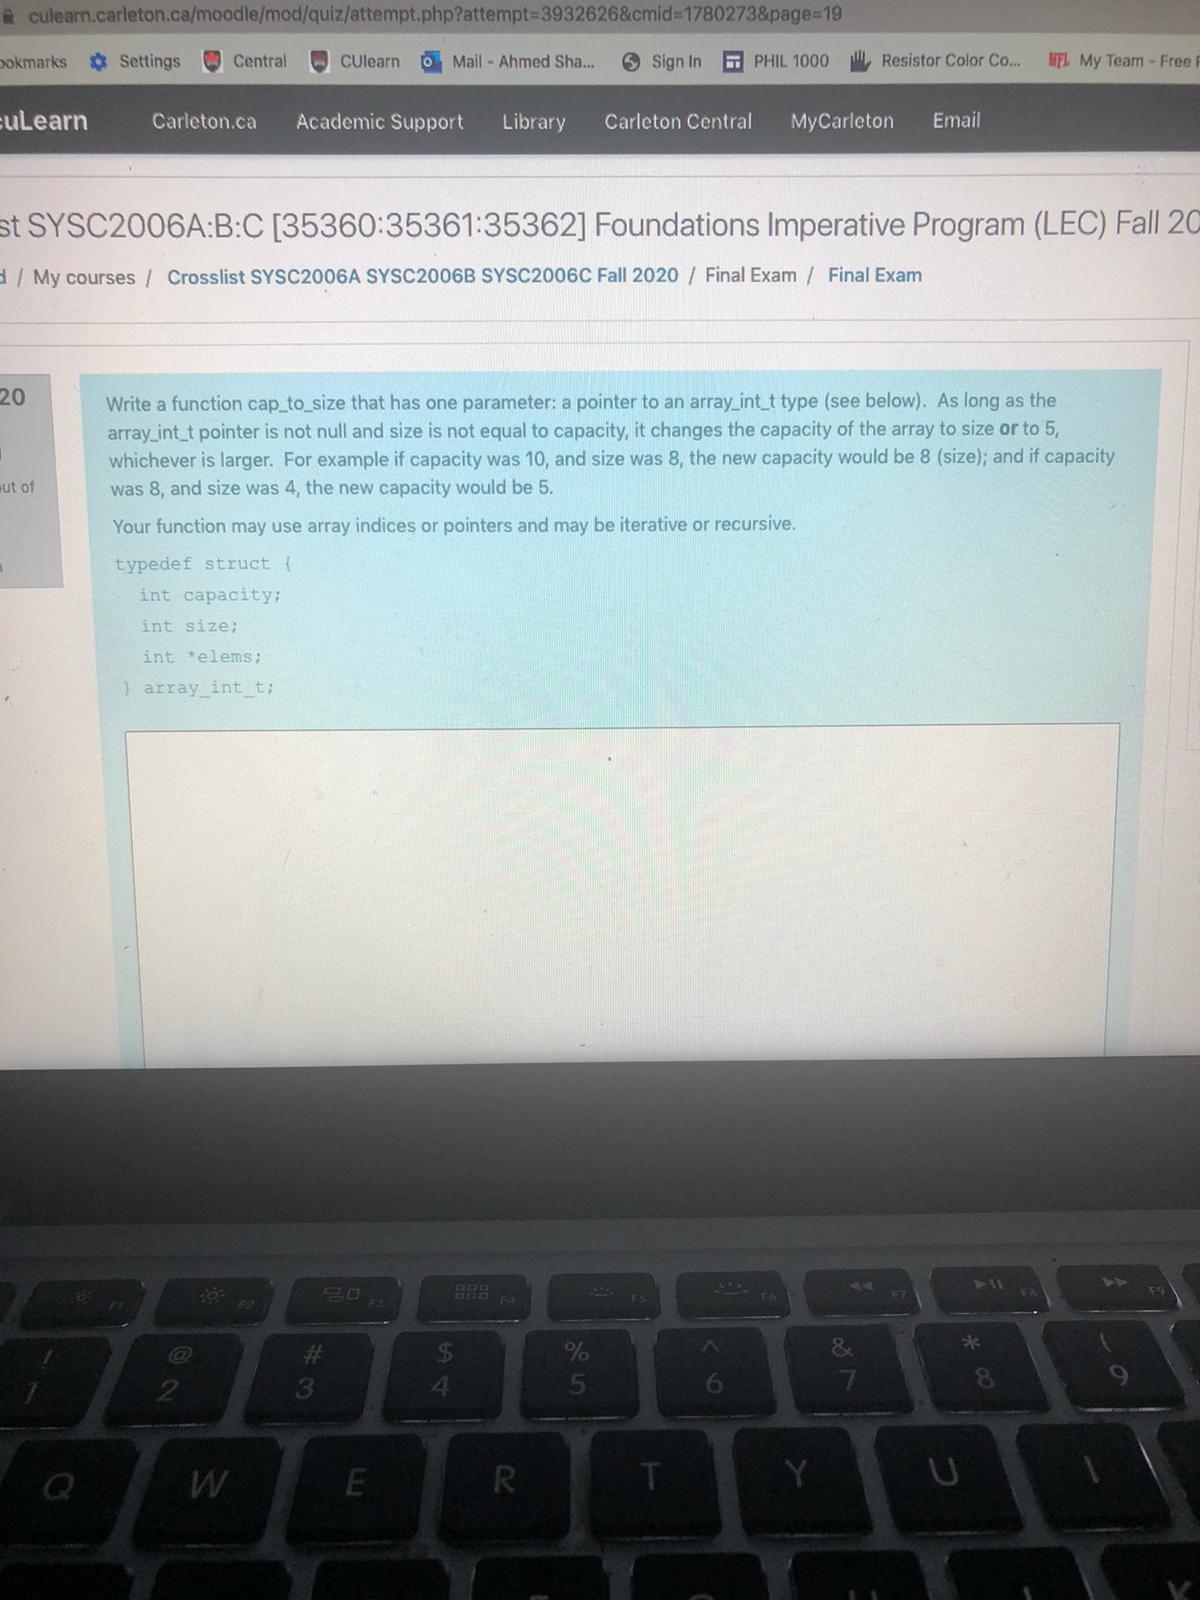 culearn.carleton.ca/moodle/mod/quiz/attempt.php?attempt=3932626&cmid=1780273&page=19
ookmarks Settings Central CUlearn Mail - Ahmed Sha... Sign In PHIL 1000 Resistor Color Co... NFL My Team - Free F
cuLearn Carleton.ca Academic Support Library Carleton Central MyCarleton Email
st SYSC2006A:B:C [35360:35361:35362] Foundations Imperative Program (LEC) Fall 20
d / My courses / Crosslist SYSC2006A SYSC2006B SYSC2006C Fall 2020 / Final Exam / Final Exam
20
out of
Write a function cap_to_size that has one parameter: a pointer to an array_int_t type (see below). As long as the
array_int_t pointer is not null and size is not equal to capacity, it changes the capacity of the array to size or to 5,
whichever is larger. For example if capacity was 10, and size was 8, the new capacity would be 8 (size); and if capacity
was 8, and size was 4, the new capacity would be 5.
Your function may use array indices or pointers and may be iterative or recursive.
typedef struct {
int capacity;
int size;
int *elems;
} array_int_t;
F1 F2 F3 F4 F5 F6 F7 F8 F9
! @ # $ % ^ & * (
1 2 3 4 5 6 7 8 9
Q W E R T Y U I